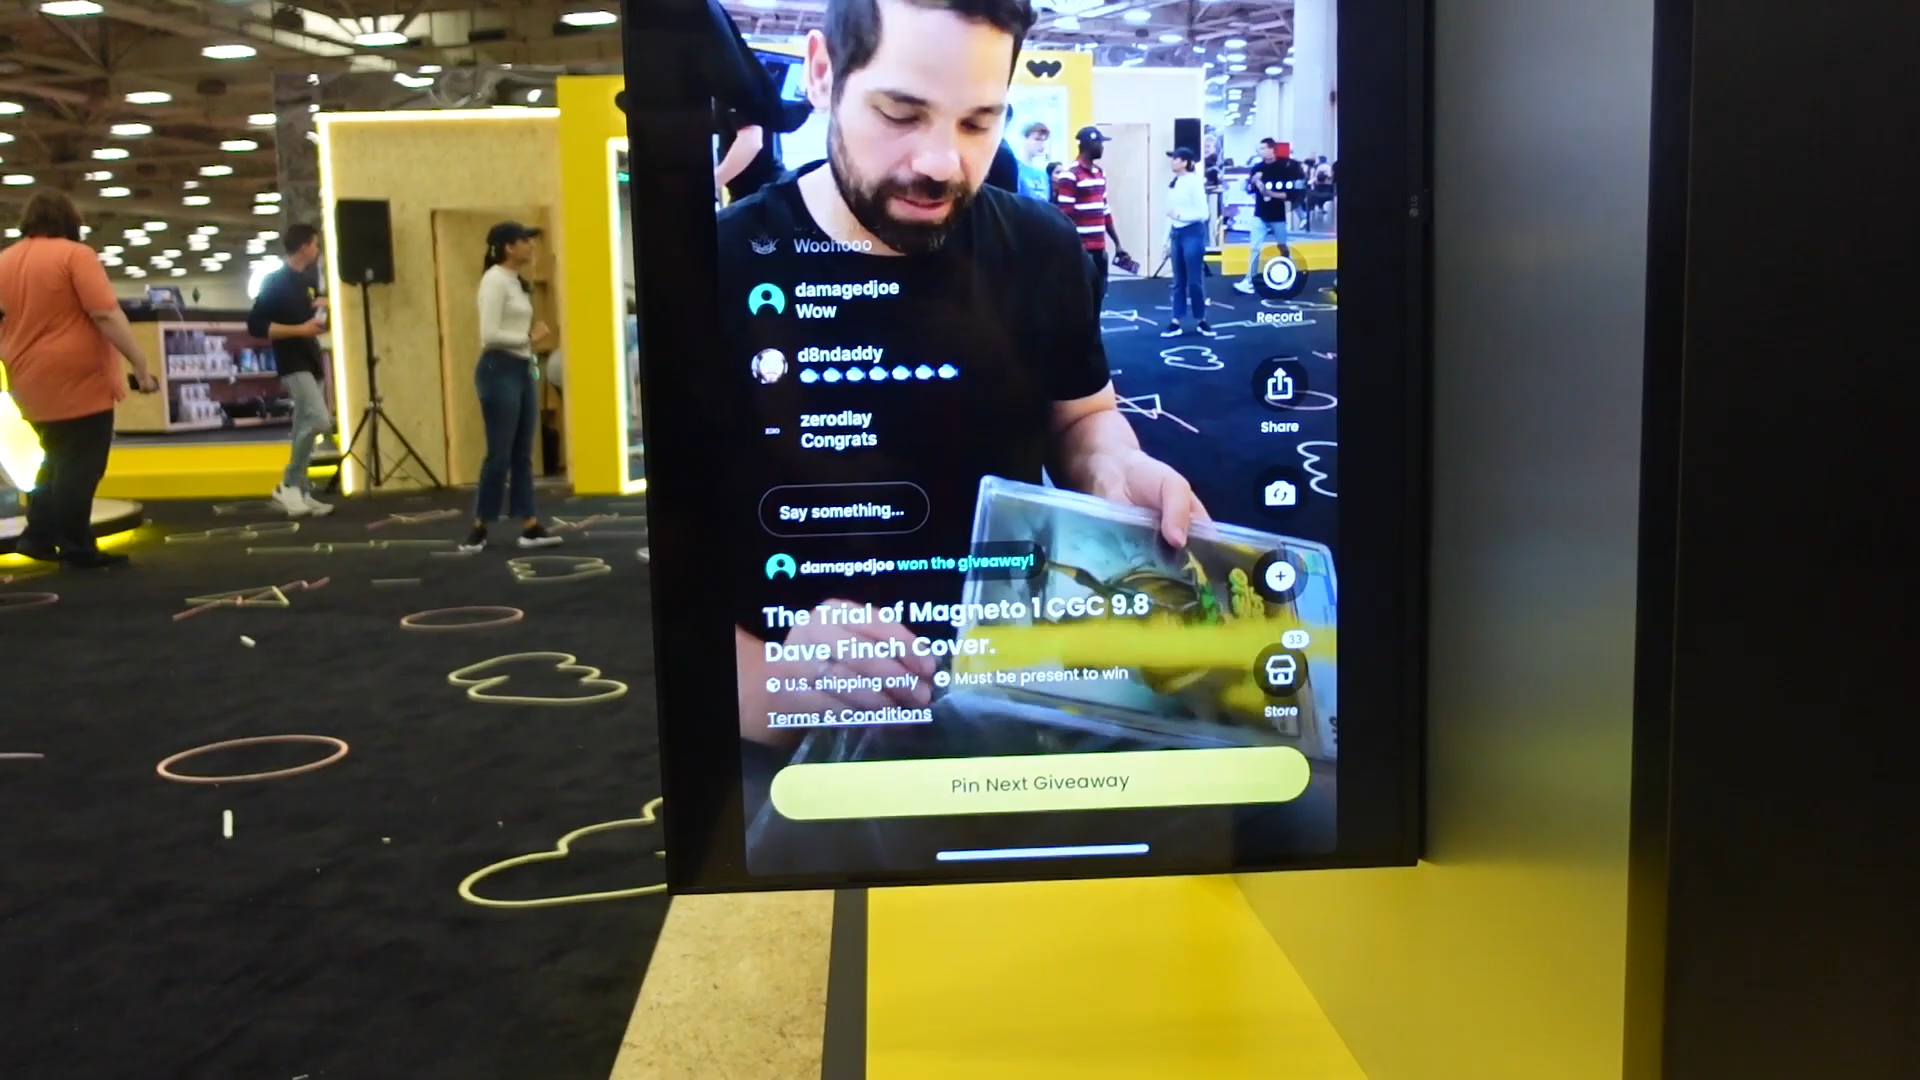 Woohooo
damagedjoe
Wow
d8ndaddy
zerodlay
Congrats
Say something...
damagedjoe won the giveaway!
The Trial of Magneto 1 CGC 9.8
Dave Finch Cover.
U.S. shipping only Must be present to win
Terms & Conditions
Pin Next Giveaway
Record
Share
33
Store
LG